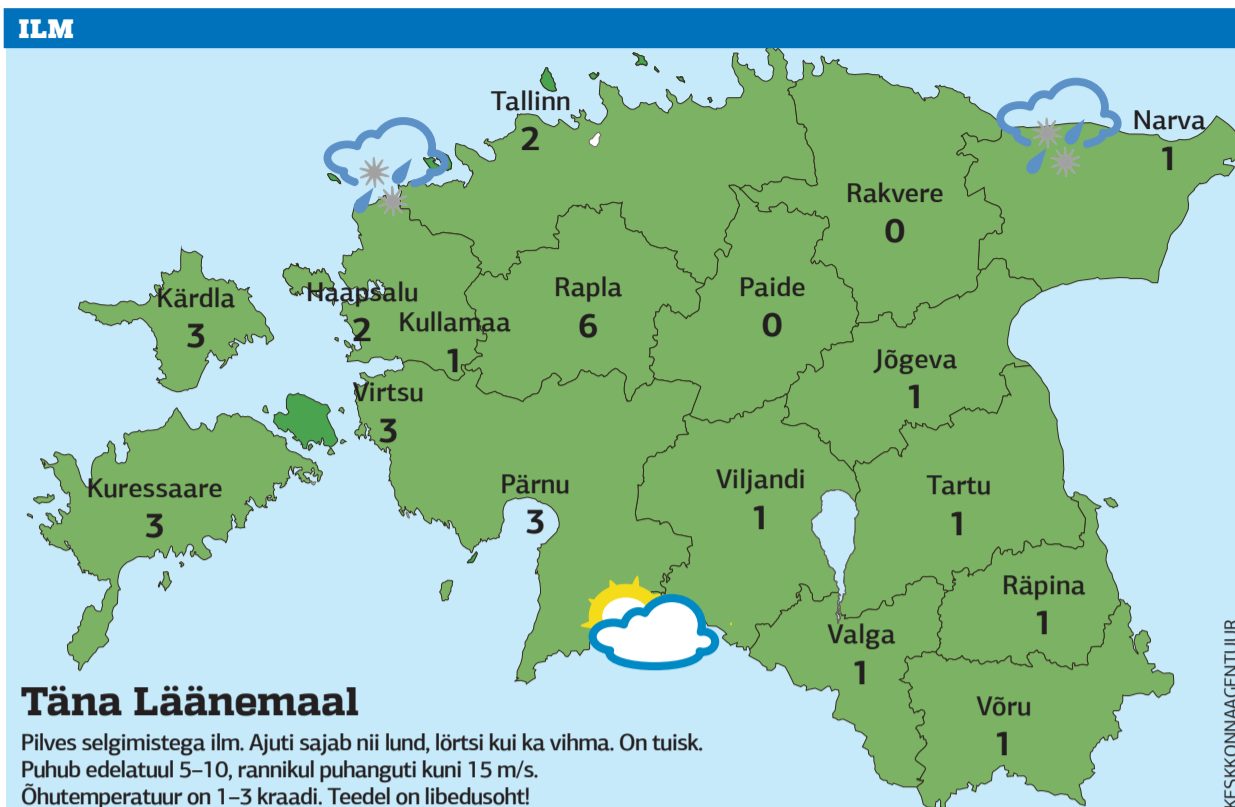 ILM
Tallinn
2
Narva
1
Rakvere
0
Kärdla
3
Haapsalu
2
Kullamaa
1
Rapla
6
Paide
0
Jõgeva
1
Virtsu
3
Kuressaare
3
Pärnu
3
Viljandi
1
Tartu
1
Räpina
1
Valga
1
Võru
1
Täna Läänemaal
Pilves selgimistega ilm. Ajuti sajab nii lund, lörtsi kui ka vihma. On tuisk.
Puhub edelatuul 5–10, rannikul puhanguti kuni 15 m/s.
Õhutemperatuur on 1–3 kraadi. Teedel on libedusoht!
KESKKONNAAGENTUUR